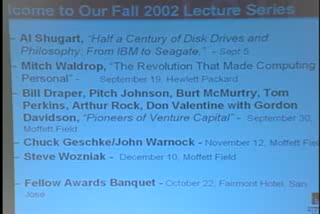 lcome to Our Fall 2002 Lecture Series
– Al Shugart, "Half a Century of Disk Drives and
Philosophy: From IBM to Seagate." - Sept 5
– Mitch Waldrop, "The Revolution That Made Computing
Personal" - September 19, Hewlett Packard
– Bill Draper, Pitch Johnson, Burt McMurtry, Tom
Perkins, Arthur Rock, Don Valentine with Gordon
Davidson, "Pioneers of Venture Capital" - September 30,
Moffett Field
– Chuck Geschke/John Warnock - November 12, Moffett Field
– Steve Wozniak - December 10, Moffett Field
– Fellow Awards Banquet - October 22, Fairmont Hotel, San
Jose